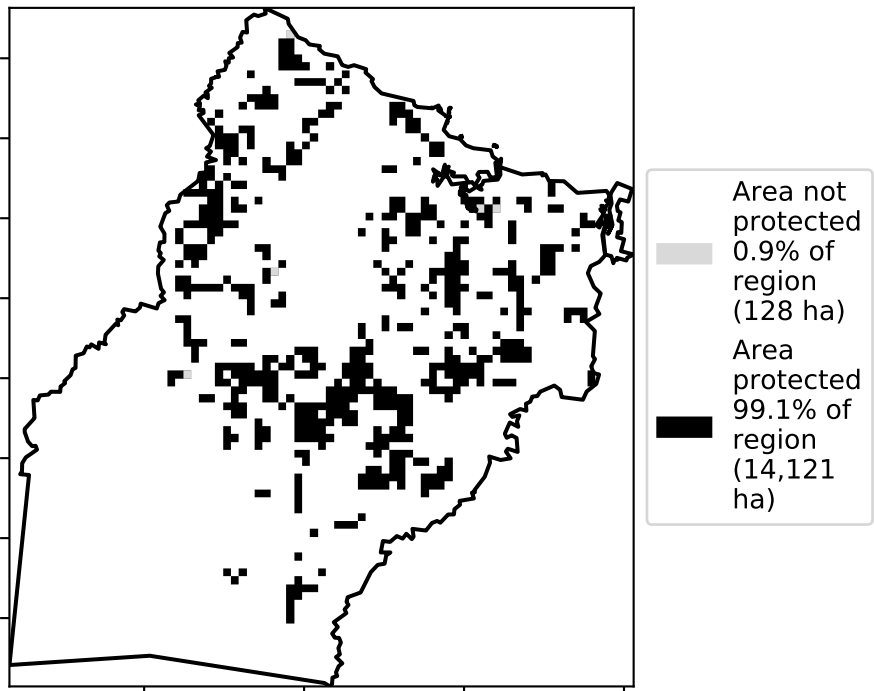 Area not
protected
0.9% of
region
(128 ha)
Area
protected
99.1% of
region
(14,121
ha)